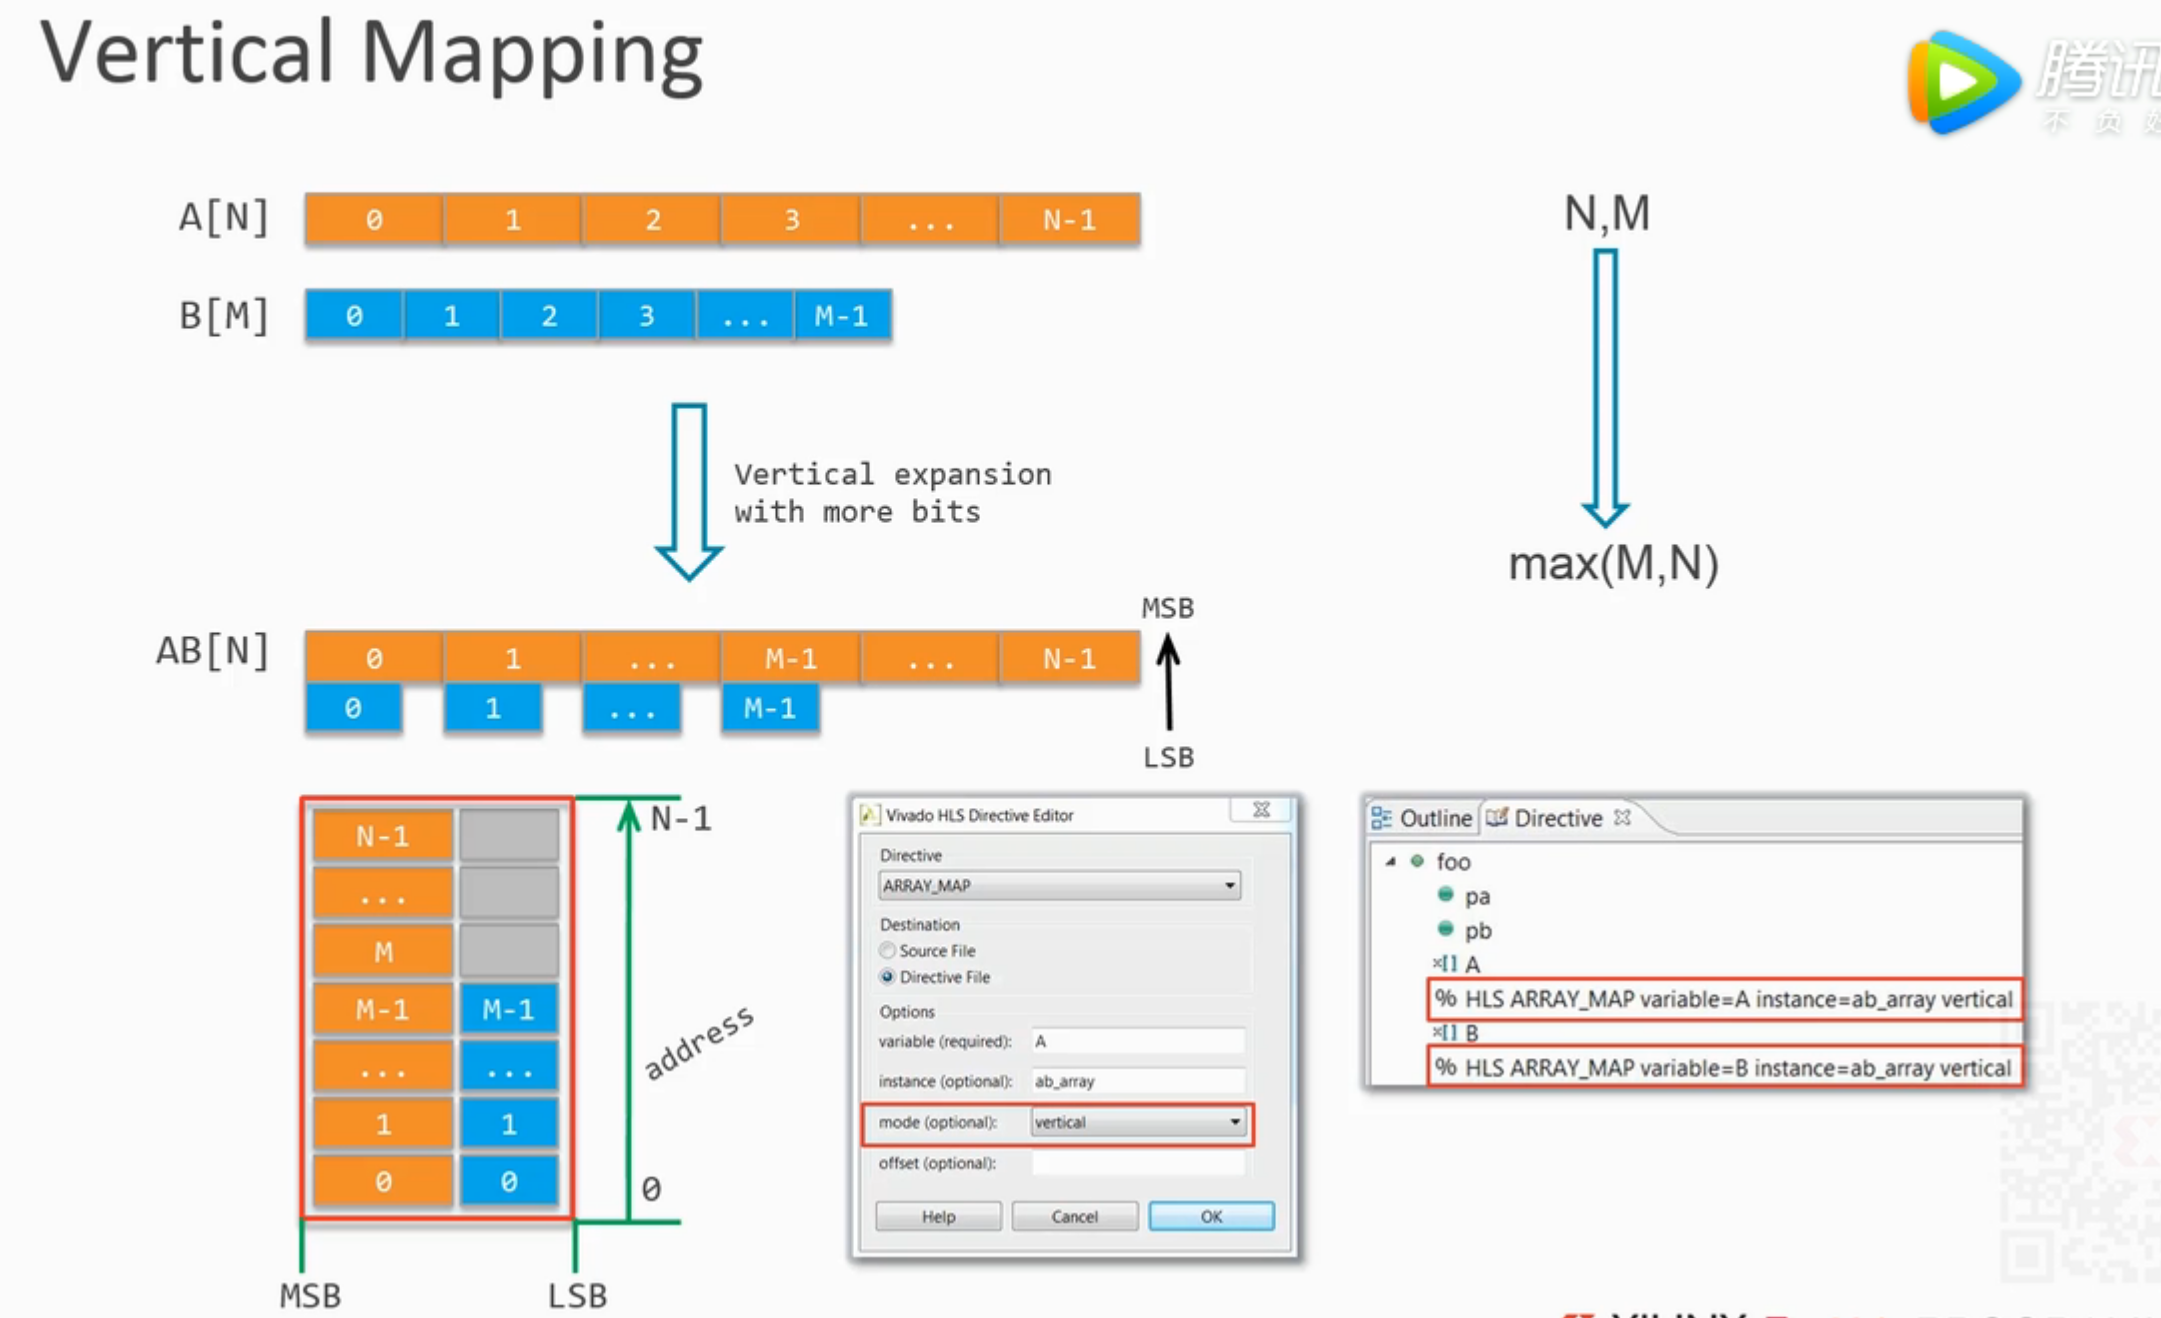 Vertical Mapping
腾讯
不负好
A[N] 0 1 2 3 ... N-1
N,M
B[M] 0 1 2 3 ... M-1
Vertical expansion
with more bits
max(M,N)
MSB
AB[N] 0 1 ... M-1 ... N-1
0 1 ... M-1
LSB
N-1
...
M
M-1 M-1
... ...
1 1
0 0
N-1
address
0
MSB LSB
Vivado HLS Directive Editor
Directive
ARRAY_MAP
Destination
Source File
Directive File
Options
variable (required): A
instance (optional): ab_array
mode (optional): vertical
offset (optional):
Help Cancel OK
Outline Directive
foo
pa
pb
×[] A
% HLS ARRAY_MAP variable=A instance=ab_array vertical
×[] B
% HLS ARRAY_MAP variable=B instance=ab_array vertical